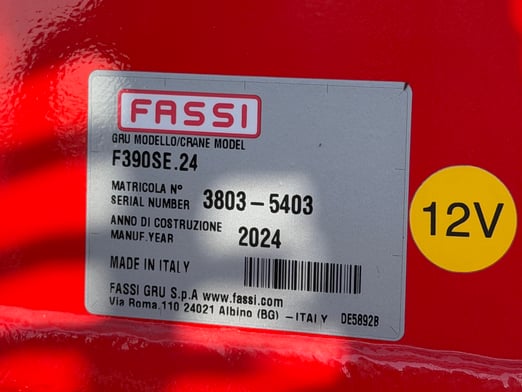 FASSI
GRU MODELLO/CRANE MODEL
F390SE.24
MATRICOLA N°
SERIAL NUMBER 3803-5403
ANNO DI COSTRUZIONE
MANUF.YEAR 2024
MADE IN ITALY
FASSI GRU S.p.A www.fassi.com
Via Roma,110 24021 Albino (BG) -ITALY DE5892B
12V